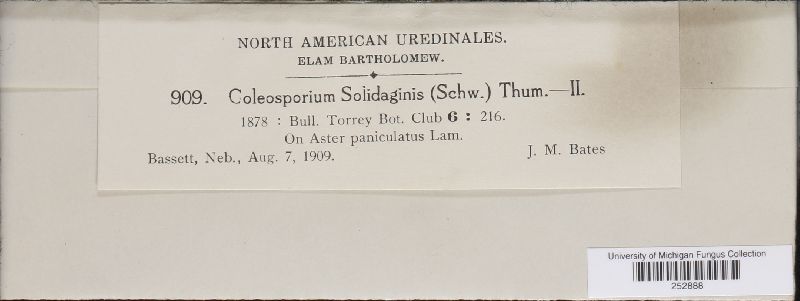 NORTH AMERICAN UREDINALES.
ELAM BARTHOLOMEW.
909. Coleosporium Solidaginis (Schw.) Thum.—II.
1878 : Bull. Torrey Bot. Club 6 : 216.
On Aster paniculatus Lam.
Bassett, Neb., Aug. 7, 1909. J. M. Bates
University of Michigan Fungus Collection
252888